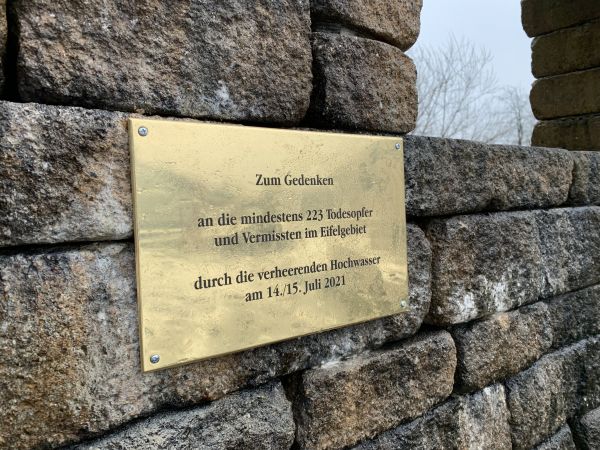 Zum Gedenken
an die mindestens 223 Todesopfer
und Vermissten im Eifelgebiet
durch die verheerenden Hochwasser
am 14./15. Juli 2021